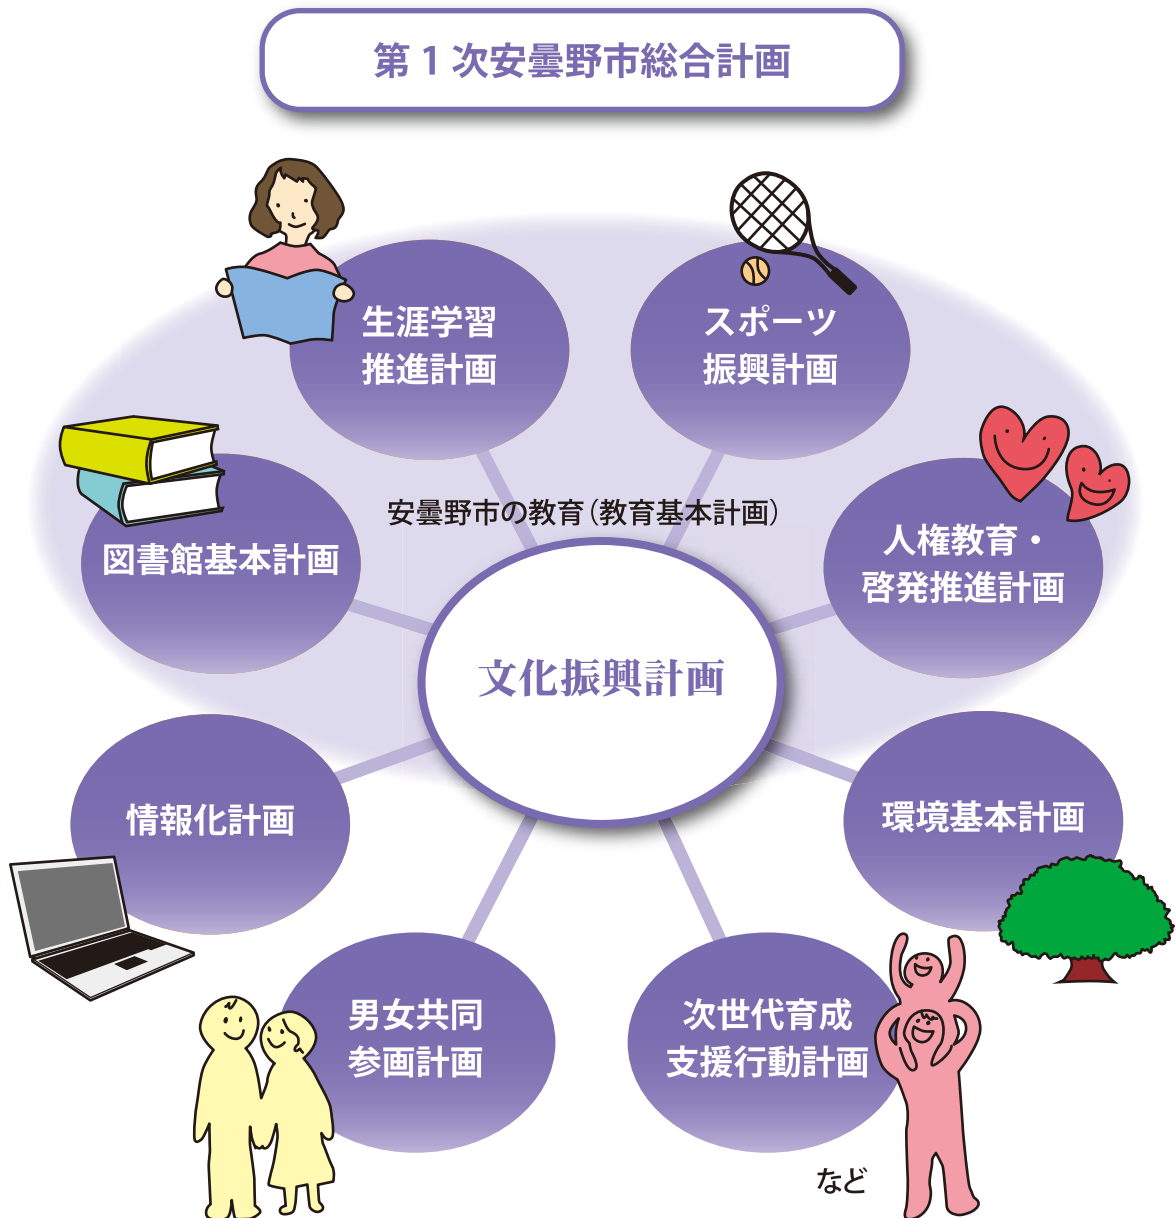 第1次安曇野市総合計画
生涯学習
推進計画
スポーツ
振興計画
安曇野市の教育(教育基本計画)
図書館基本計画
人権教育・
啓発推進計画
文化振興計画
情報化計画
環境基本計画
男女共同
参画計画
次世代育成
支援行動計画
など